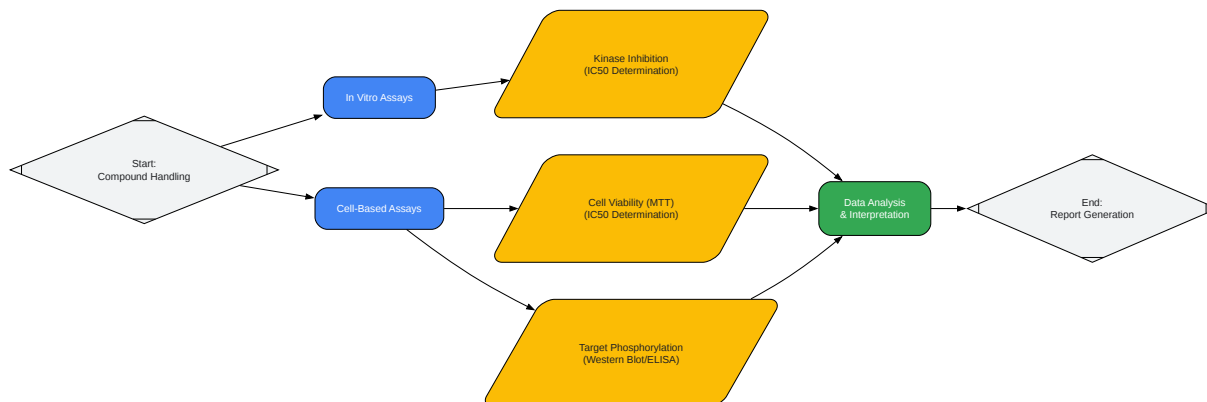 Start:
Compound Handling
In Vitro Assays
Cell-Based Assays
Kinase Inhibition
(IC50 Determination)
Cell Viability (MTT)
(IC50 Determination)
Target Phosphorylation
(Western Blot/ELISA)
Data Analysis
& Interpretation
End:
Report Generation